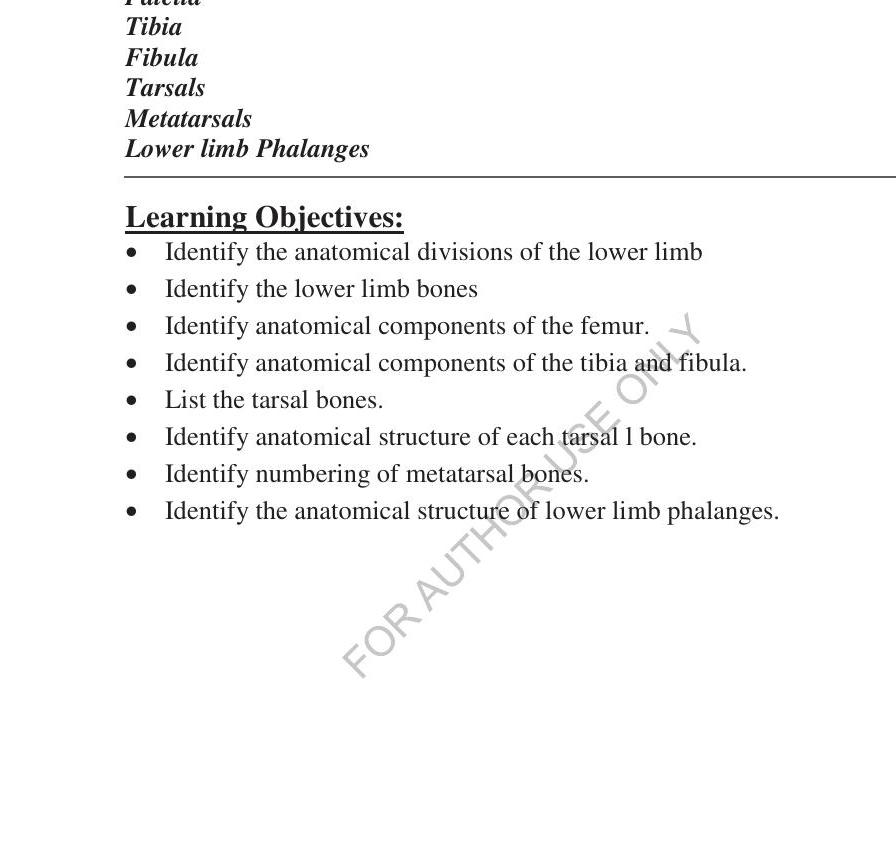 Patella
Tibia
Fibula
Tarsals
Metatarsals
Lower limb Phalanges
Learning Objectives:
• Identify the anatomical divisions of the lower limb
• Identify the lower limb bones
• Identify anatomical components of the femur.
• Identify anatomical components of the tibia and fibula.
• List the tarsal bones.
• Identify anatomical structure of each tarsal l bone.
• Identify numbering of metatarsal bones.
• Identify the anatomical structure of lower limb phalanges.
FOR AUTHOR USE ONLY